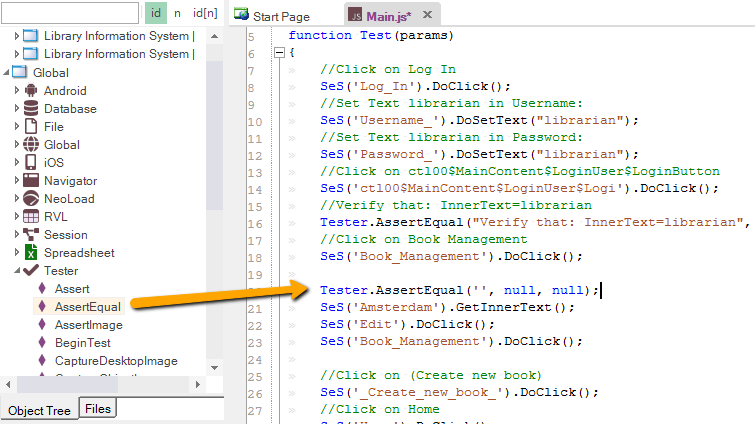 id n id[n]
Library Information System |
Library Information System |
Global
Android
Database
File
Global
iOS
Navigator
NeoLoad
RVL
Session
Spreadsheet
Tester
Assert
AssertEqual
AssertImage
BeginTest
CaptureDesktopImage
Object Tree Files
Start Page Main.js*
5 function Test(params)
6 {
7 //Click on Log In
8 SeS('Log_In').DoClick();
9 //Set Text librarian in Username:
10 SeS('Username_').DoSetText("librarian");
11 //Set Text librarian in Password:
12 SeS('Password_').DoSetText("librarian");
13 //Click on ctl00$MainContent$LoginUser$LoginButton
14 SeS('ctl00$MainContent$LoginUser$Logi').DoClick();
15 //Verify that: InnerText=librarian
16 Tester.AssertEqual("Verify that: InnerText=librarian",
17 //Click on Book Management
18 SeS('Book_Management').DoClick();
19
Tester.AssertEqual('', null, null);
21 SeS('Amsterdam').GetInnerText();
22 SeS('Edit').DoClick();
23 SeS('Book_Management').DoClick();
24
25 //Click on (Create new book)
26 SeS('_Create_new_book_').DoClick();
27 //Click on Home